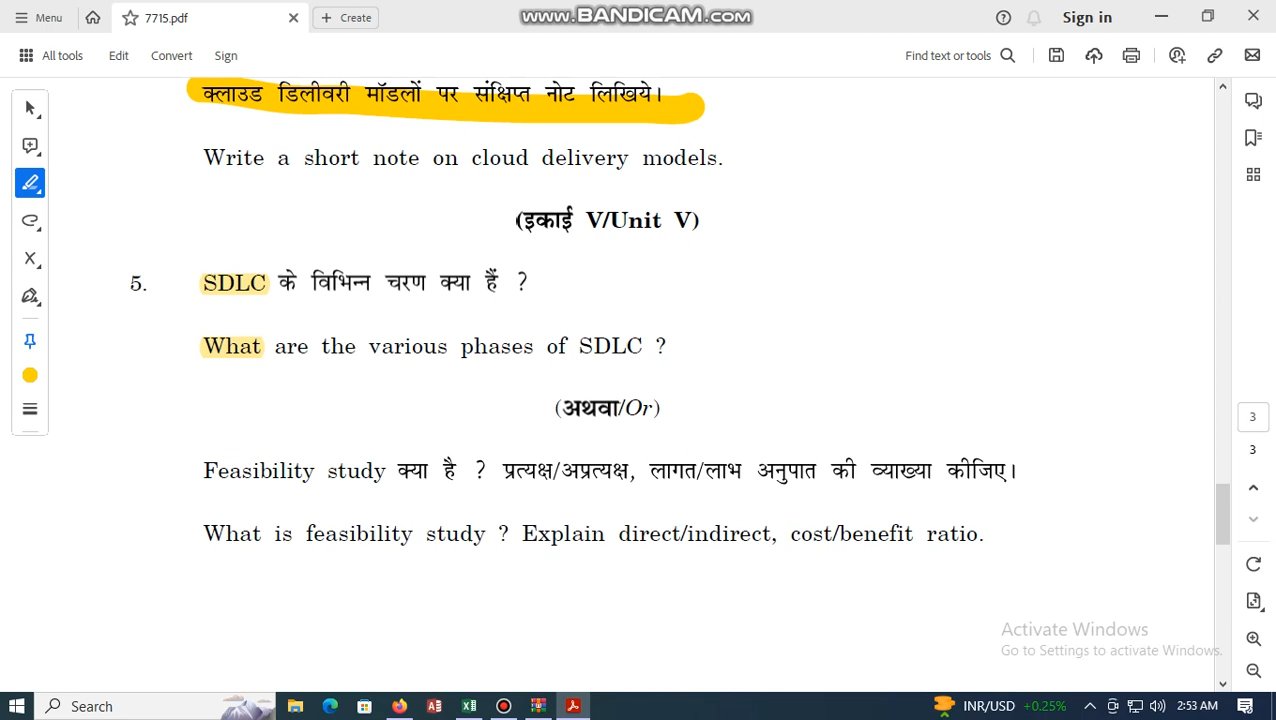 Menu
7715.pdf
Create
www.BANDICAM.com
Sign in
All tools
Edit
Convert
Sign
Find text or tools
क्लाउड डिलीवरी मॉडलों पर संक्षिप्त नोट लिखिये।
Write a short note on cloud delivery models.
(इकाई V/Unit V)
5. SDLC के विभिन्न चरण क्या हैं ?
What are the various phases of SDLC ?
(अथवा/Or)
Feasibility study क्या है ? प्रत्यक्ष/अप्रत्यक्ष, लागत/लाभ अनुपात की व्याख्या कीजिए।
What is feasibility study ? Explain direct/indirect, cost/benefit ratio.
3
3
Activate Windows
Go to Settings to activate Windows.
Search
INR/USD +0.25%
2:53 AM